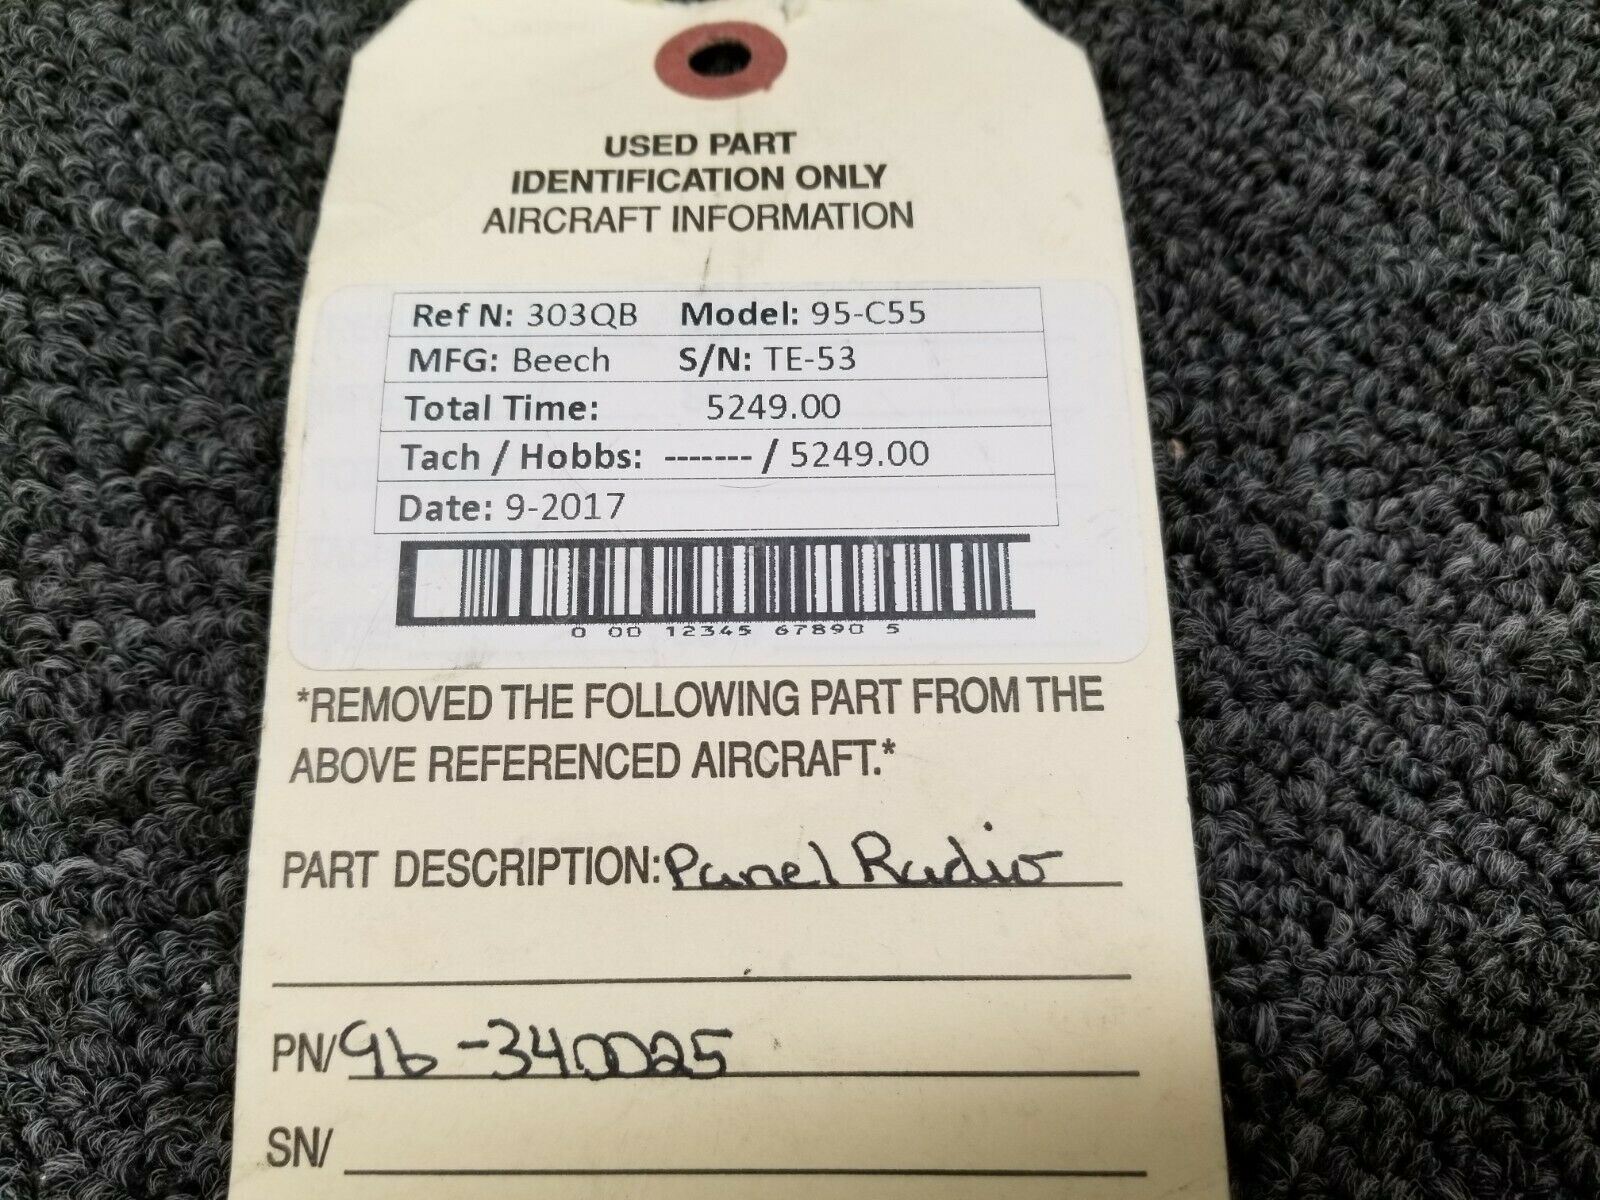 USED PART
IDENTIFICATION ONLY
AIRCRAFT INFORMATION
Ref N: 303QB Model: 95-C55
MFG: Beech S/N: TE-53
Total Time: 5249.00
Tach / Hobbs: ------- / 5249.00
Date: 9-2017
0 00 12345 67890 5
*REMOVED THE FOLLOWING PART FROM THE
ABOVE REFERENCED AIRCRAFT.*
PART DESCRIPTION: Panel Radio
PN/ 96-340025
SN/